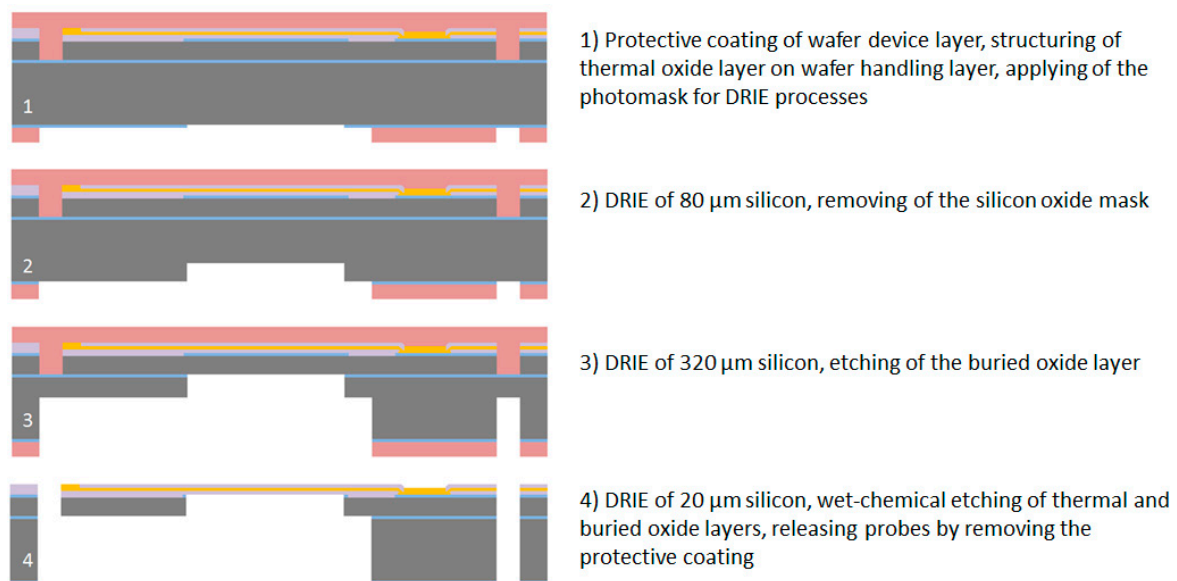 1) Protective coating of wafer device layer, structuring of
thermal oxide layer on wafer handling layer, applying of the
photomask for DRIE processes
1
2) DRIE of 80 μm silicon, removing of the silicon oxide mask
2
3) DRIE of 320 μm silicon, etching of the buried oxide layer
3
4) DRIE of 20 μm silicon, wet-chemical etching of thermal and
buried oxide layers, releasing probes by removing the
protective coating
4